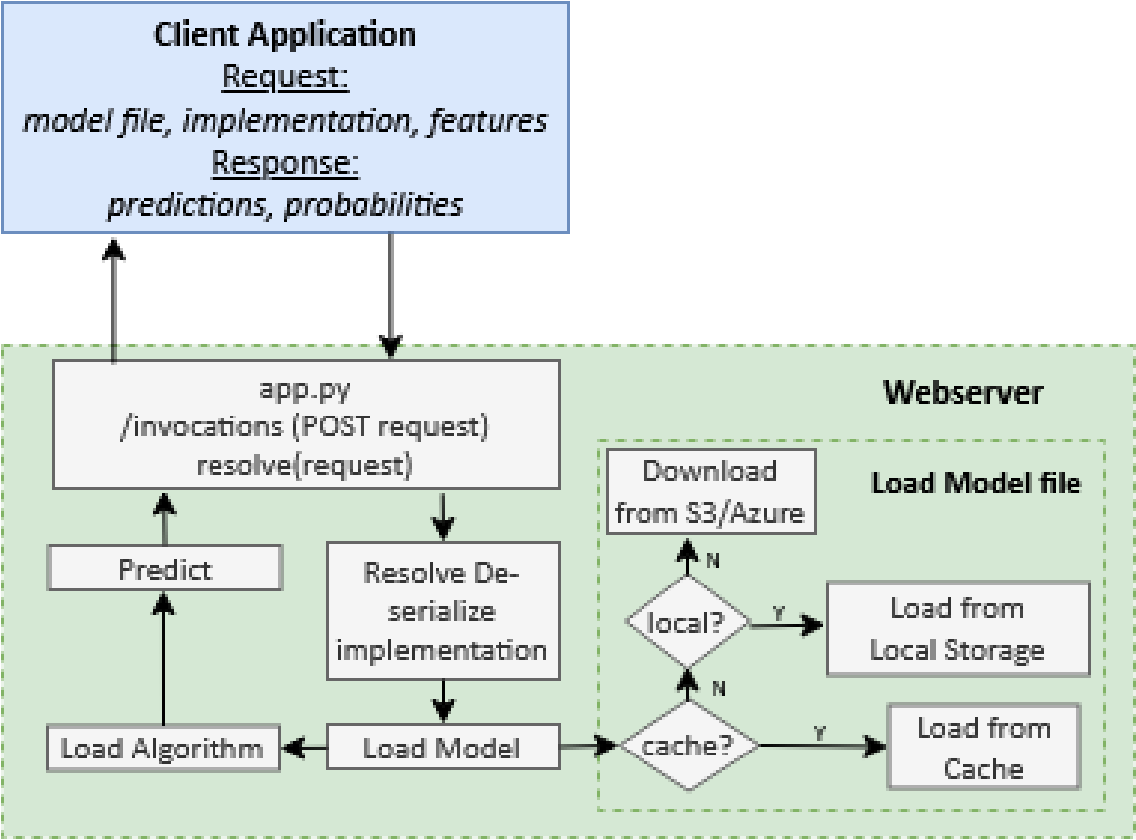 Client Application
Request:
model file, implementation, features
Response:
predictions, probabilities
app.py
/invocations (POST request)
resolve(request)
Webserver
Load Model file
Download
from S3/Azure
N
Predict
Resolve De-
serialize
implementation
local?
Y
Load from
Local Storage
N
Load Algorithm
Load Model
cache?
Y
Load from
Cache